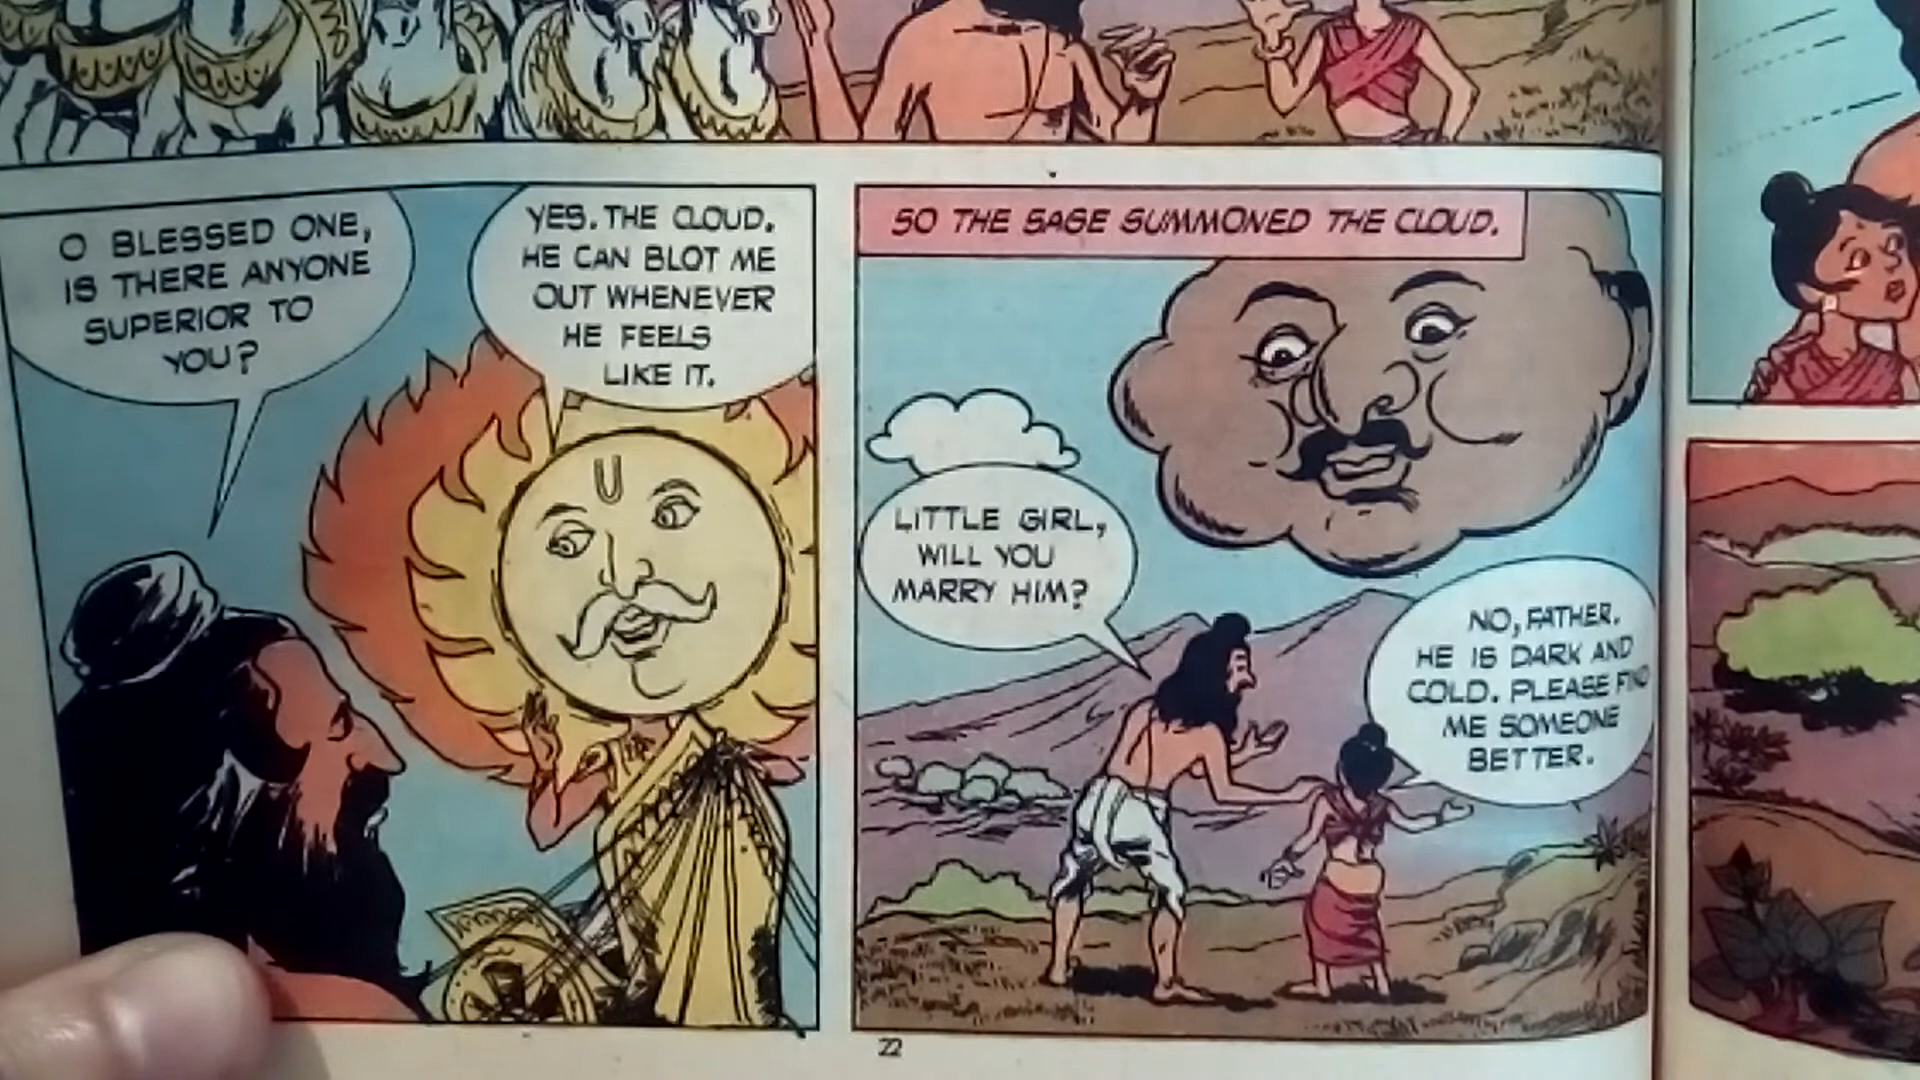 O BLESSED ONE,
IS THERE ANYONE
SUPERIOR TO
YOU?
YES. THE CLOUD.
HE CAN BLOT ME
OUT WHENEVER
HE FEELS
LIKE IT.
SO THE SAGE SUMMONED THE CLOUD.
LITTLE GIRL,
WILL YOU
MARRY HIM?
NO, FATHER.
HE IS DARK AND
COLD. PLEASE FIND
ME SOMEONE
BETTER.
22